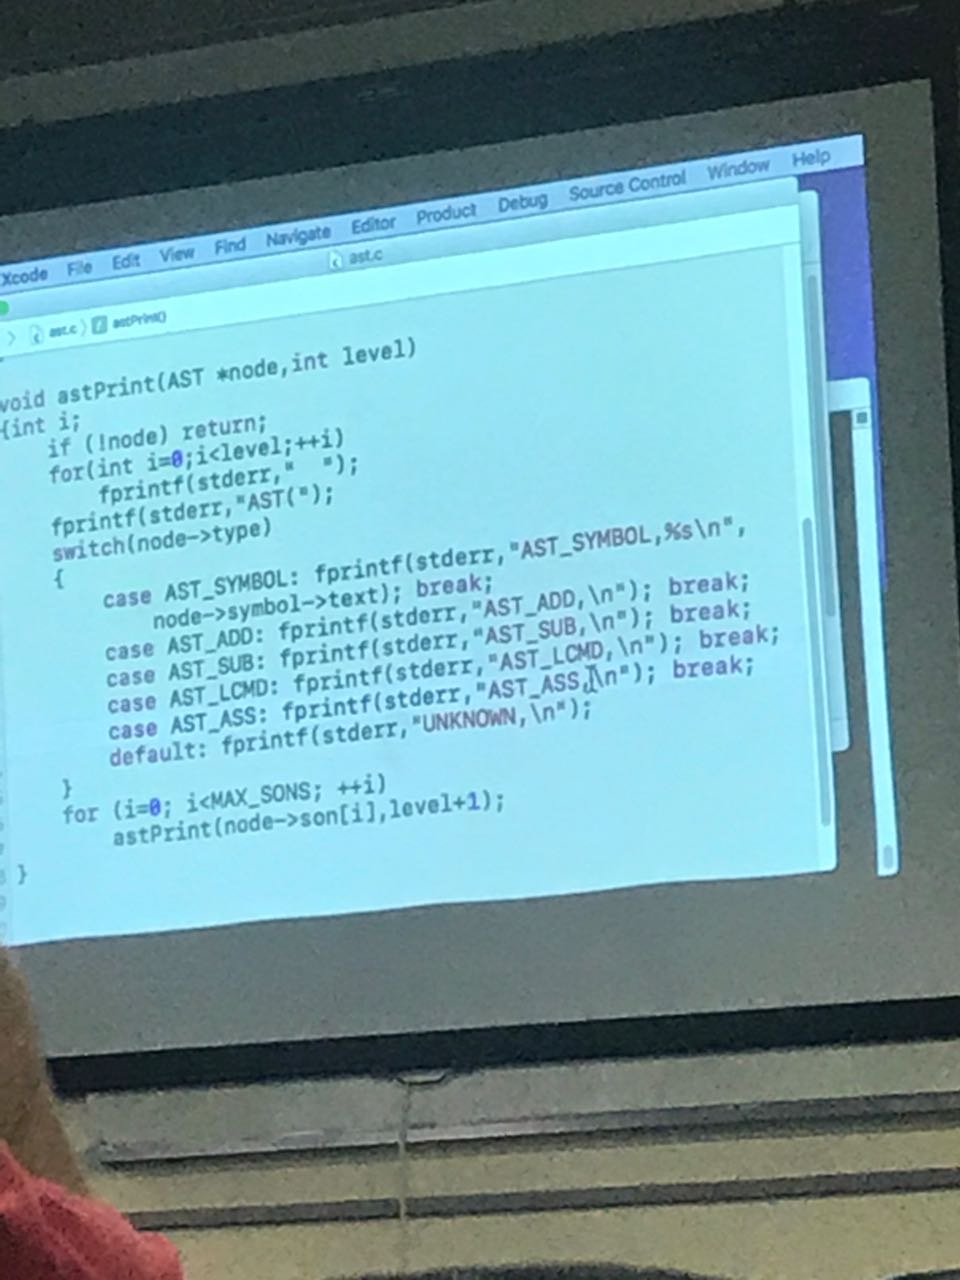 Xcode File Edit View Find Navigate Editor Product Debug Source Control Window Help
ast.c
ast.c astPrint()
void astPrint(AST *node,int level)
{int i;
if (!node) return;
for(int i=0;i<level;++i)
fprintf(stderr,"  ");
fprintf(stderr,"AST(");
switch(node->type)
{
case AST_SYMBOL: fprintf(stderr,"AST_SYMBOL,%s\n",
node->symbol->text); break;
case AST_ADD: fprintf(stderr,"AST_ADD,\n"); break;
case AST_SUB: fprintf(stderr,"AST_SUB,\n"); break;
case AST_LCMD: fprintf(stderr,"AST_LCMD,\n"); break;
case AST_ASS: fprintf(stderr,"AST_ASS,\n"); break;
default: fprintf(stderr,"UNKNOWN,\n");
}
for (i=0; i<MAX_SONS; ++i)
astPrint(node->son[i],level+1);
}